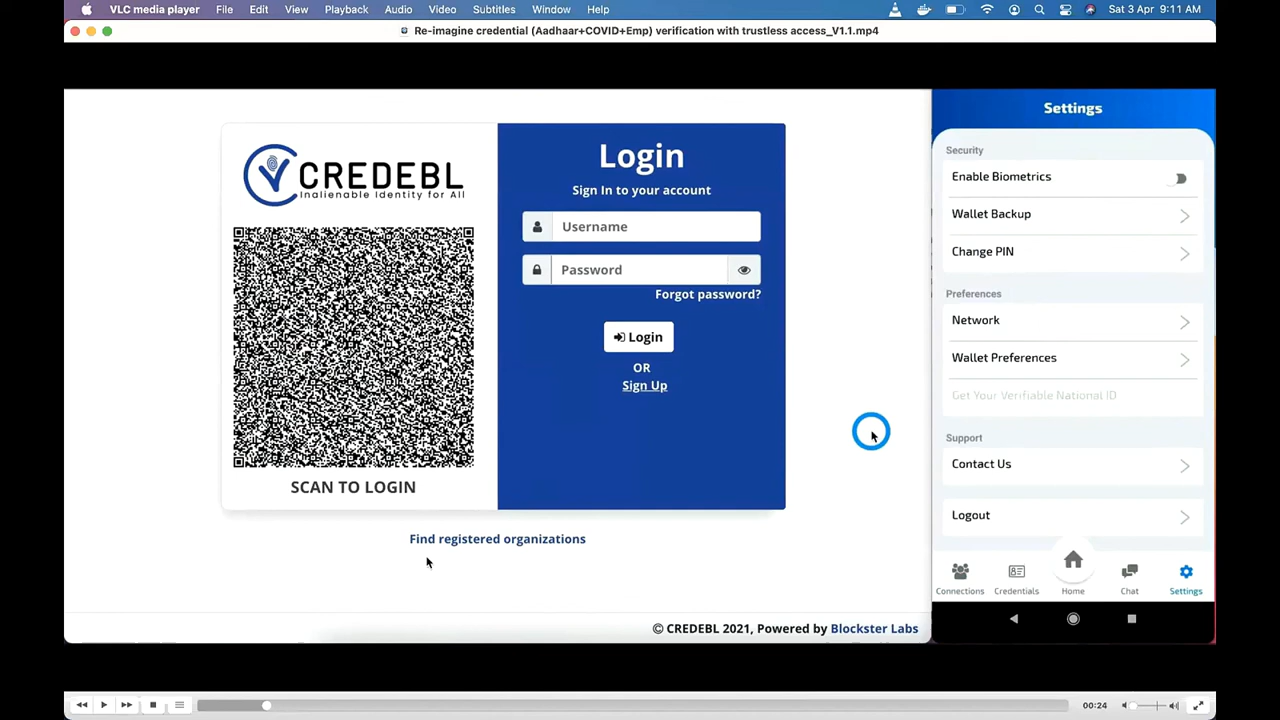 VLC media player File Edit View Playback Audio Video Subtitles Window Help Sat 3 Apr 9:11 AM
Re-imagine credential (Aadhaar+COVID+Emp) verification with trustless access_V1.1.mp4
CREDEBL
Inalienable Identity for All
SCAN TO LOGIN
Login
Sign In to your account
Username
Password
Forgot password?
Login
OR
Sign Up
Find registered organizations
© CREDEBL 2021, Powered by Blockster Labs
Settings
Security
Enable Biometrics
Wallet Backup
Change PIN
Preferences
Network
Wallet Preferences
Get Your Verifiable National ID
Support
Contact Us
Logout
Connections Credentials Home Chat Settings
00:24